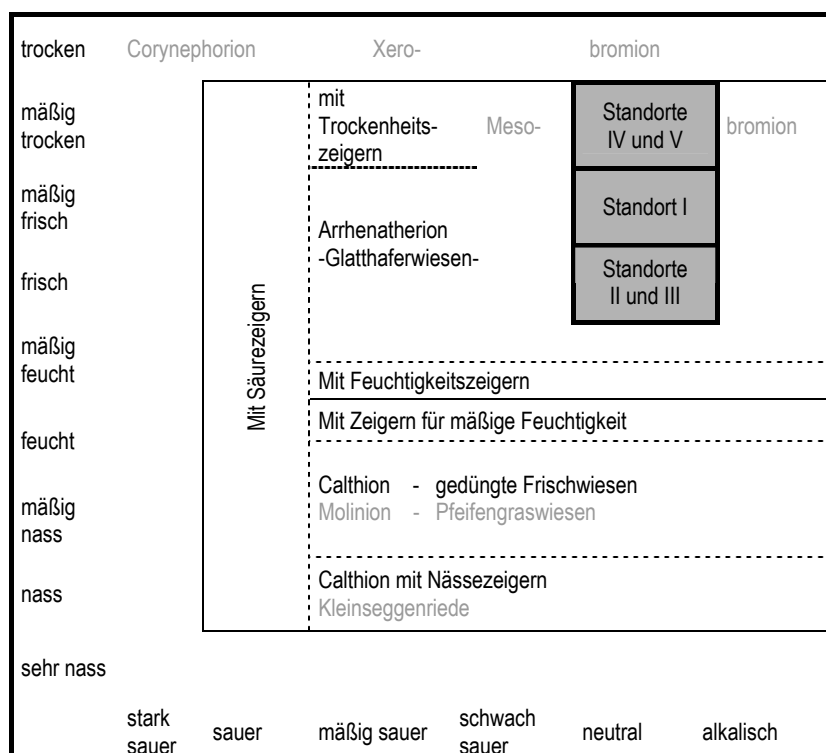 trocken
Corynephorion
Xero-
bromion
mäßig
trocken
mit
Trockenheits-
zeigern
Meso-
Standorte
IV und V
bromion
mäßig
frisch
Standort I
Arrhenatherion
-Glatthaferwiesen-
frisch
Standorte
II und III
Mit Säurezeigern
mäßig
feucht
Mit Feuchtigkeitszeigern
Mit Zeigern für mäßige Feuchtigkeit
feucht
Calthion - gedüngte Frischwiesen
Molinion - Pfeifengraswiesen
mäßig
nass
Calthion mit Nässezeigern
Kleinseggenriede
nass
sehr nass
stark
sauer
sauer
mäßig sauer
schwach
sauer
neutral
alkalisch